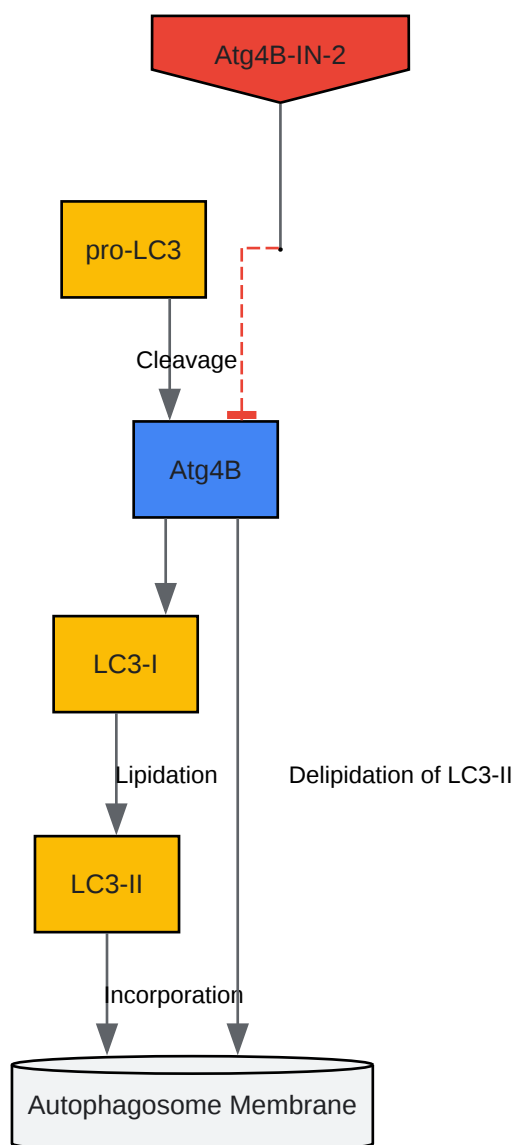 Atg4B-IN-2
pro-LC3
Cleavage
Atg4B
LC3-I
Lipidation
Delipidation of LC3-II
LC3-II
Incorporation
Autophagosome Membrane